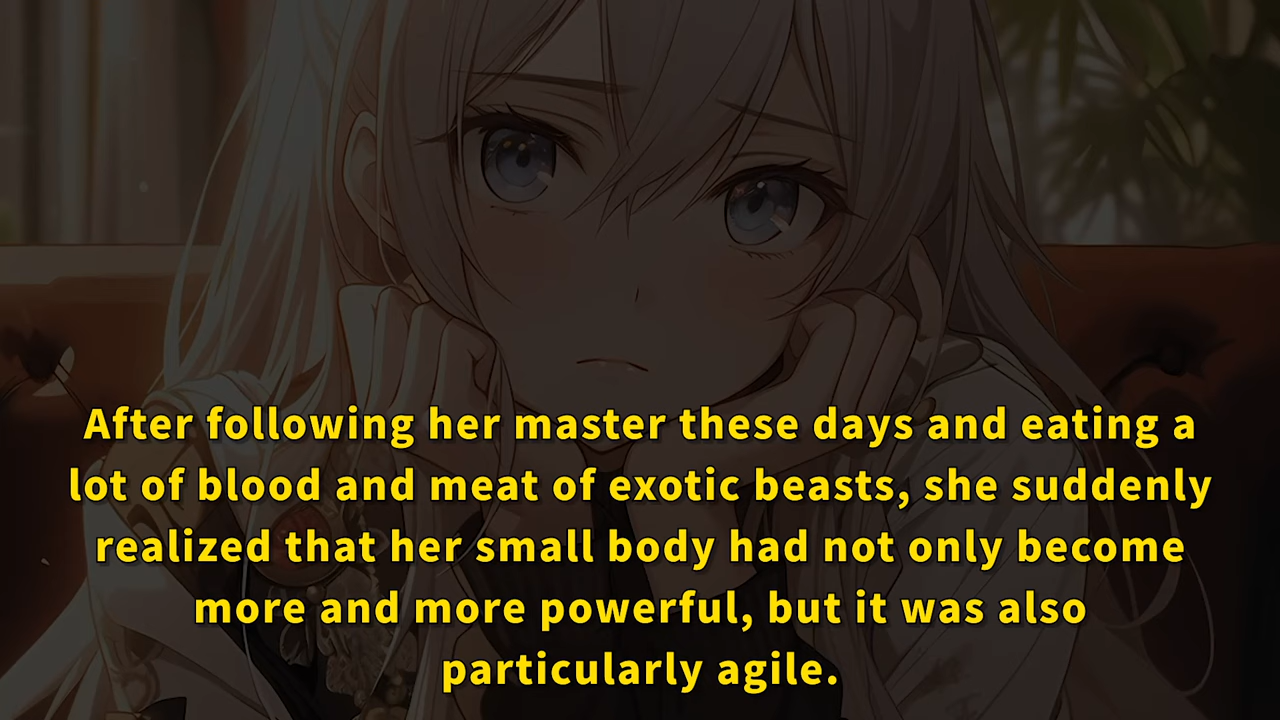 After following her master these days and eating a
lot of blood and meat of exotic beasts, she suddenly
realized that her small body had not only become
more and more powerful, but it was also
particularly agile.